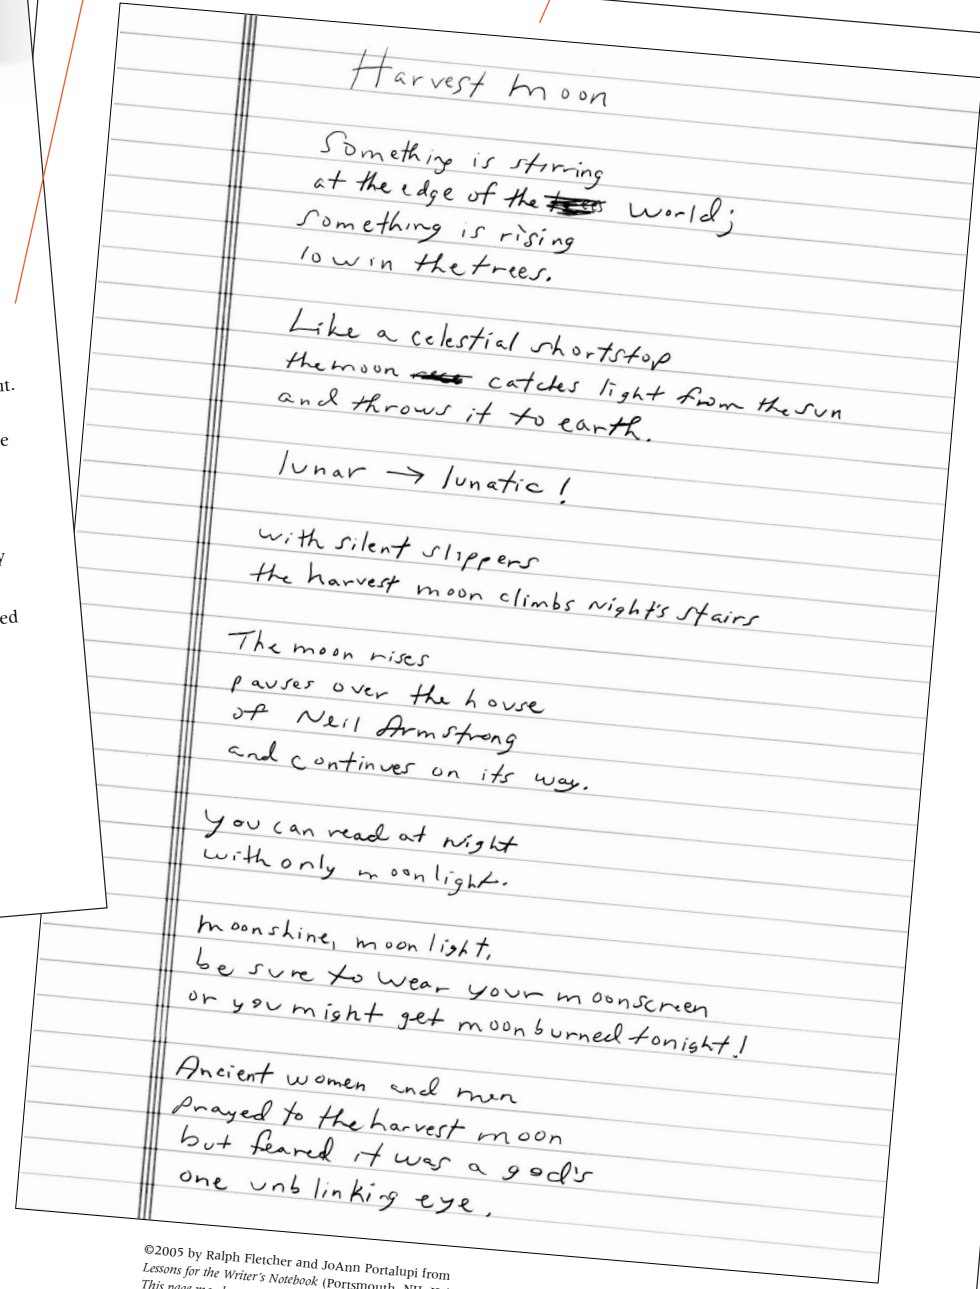 Harvest moon
Something is stirring
at the edge of the world;
Something is rising
low in the trees.
Like a celestial shortstop
the moon catches light from the sun
and throws it to earth.
lunar → lunatic!
with silent slippers
the harvest moon climbs night's stairs
The moon rises
pauses over the house
of Neil Armstrong
and continues on its way.
you can read at night
with only moonlight.
moonshine, moonlight,
be sure to wear your moonscreen
or you might get moonburned tonight!
Ancient women and men
prayed to the harvest moon
but feared it was a god's
one unblinking eye.
©2005 by Ralph Fletcher and JoAnn Portalupi from
Lessons for the Writer's Notebook (Portsmouth, NH:
This page